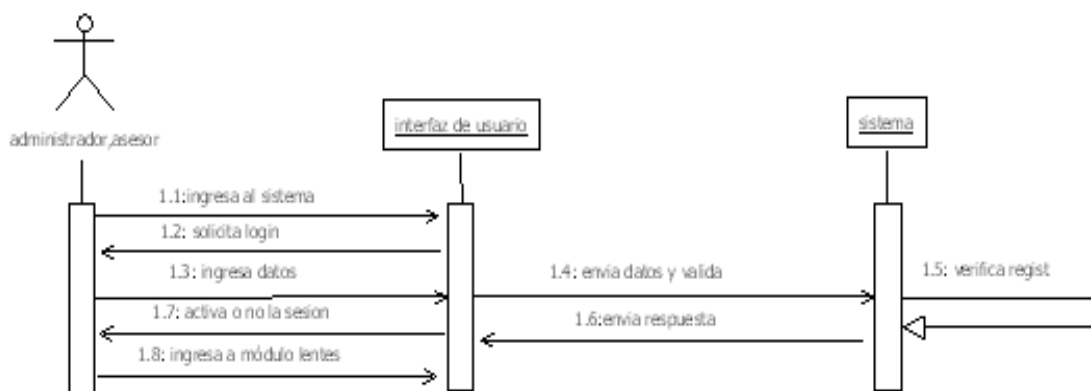 administrador,asesor
interfaz de usuario
sistema
1.1:ingresa al sistema
1.2: solicita login
1.3: ingresa datos
1.4: envia datos y valida
1.5: verifica regist
1.7: activa o no la sesion
1.6:envia respuesta
1.8: ingresa a módulo lentes